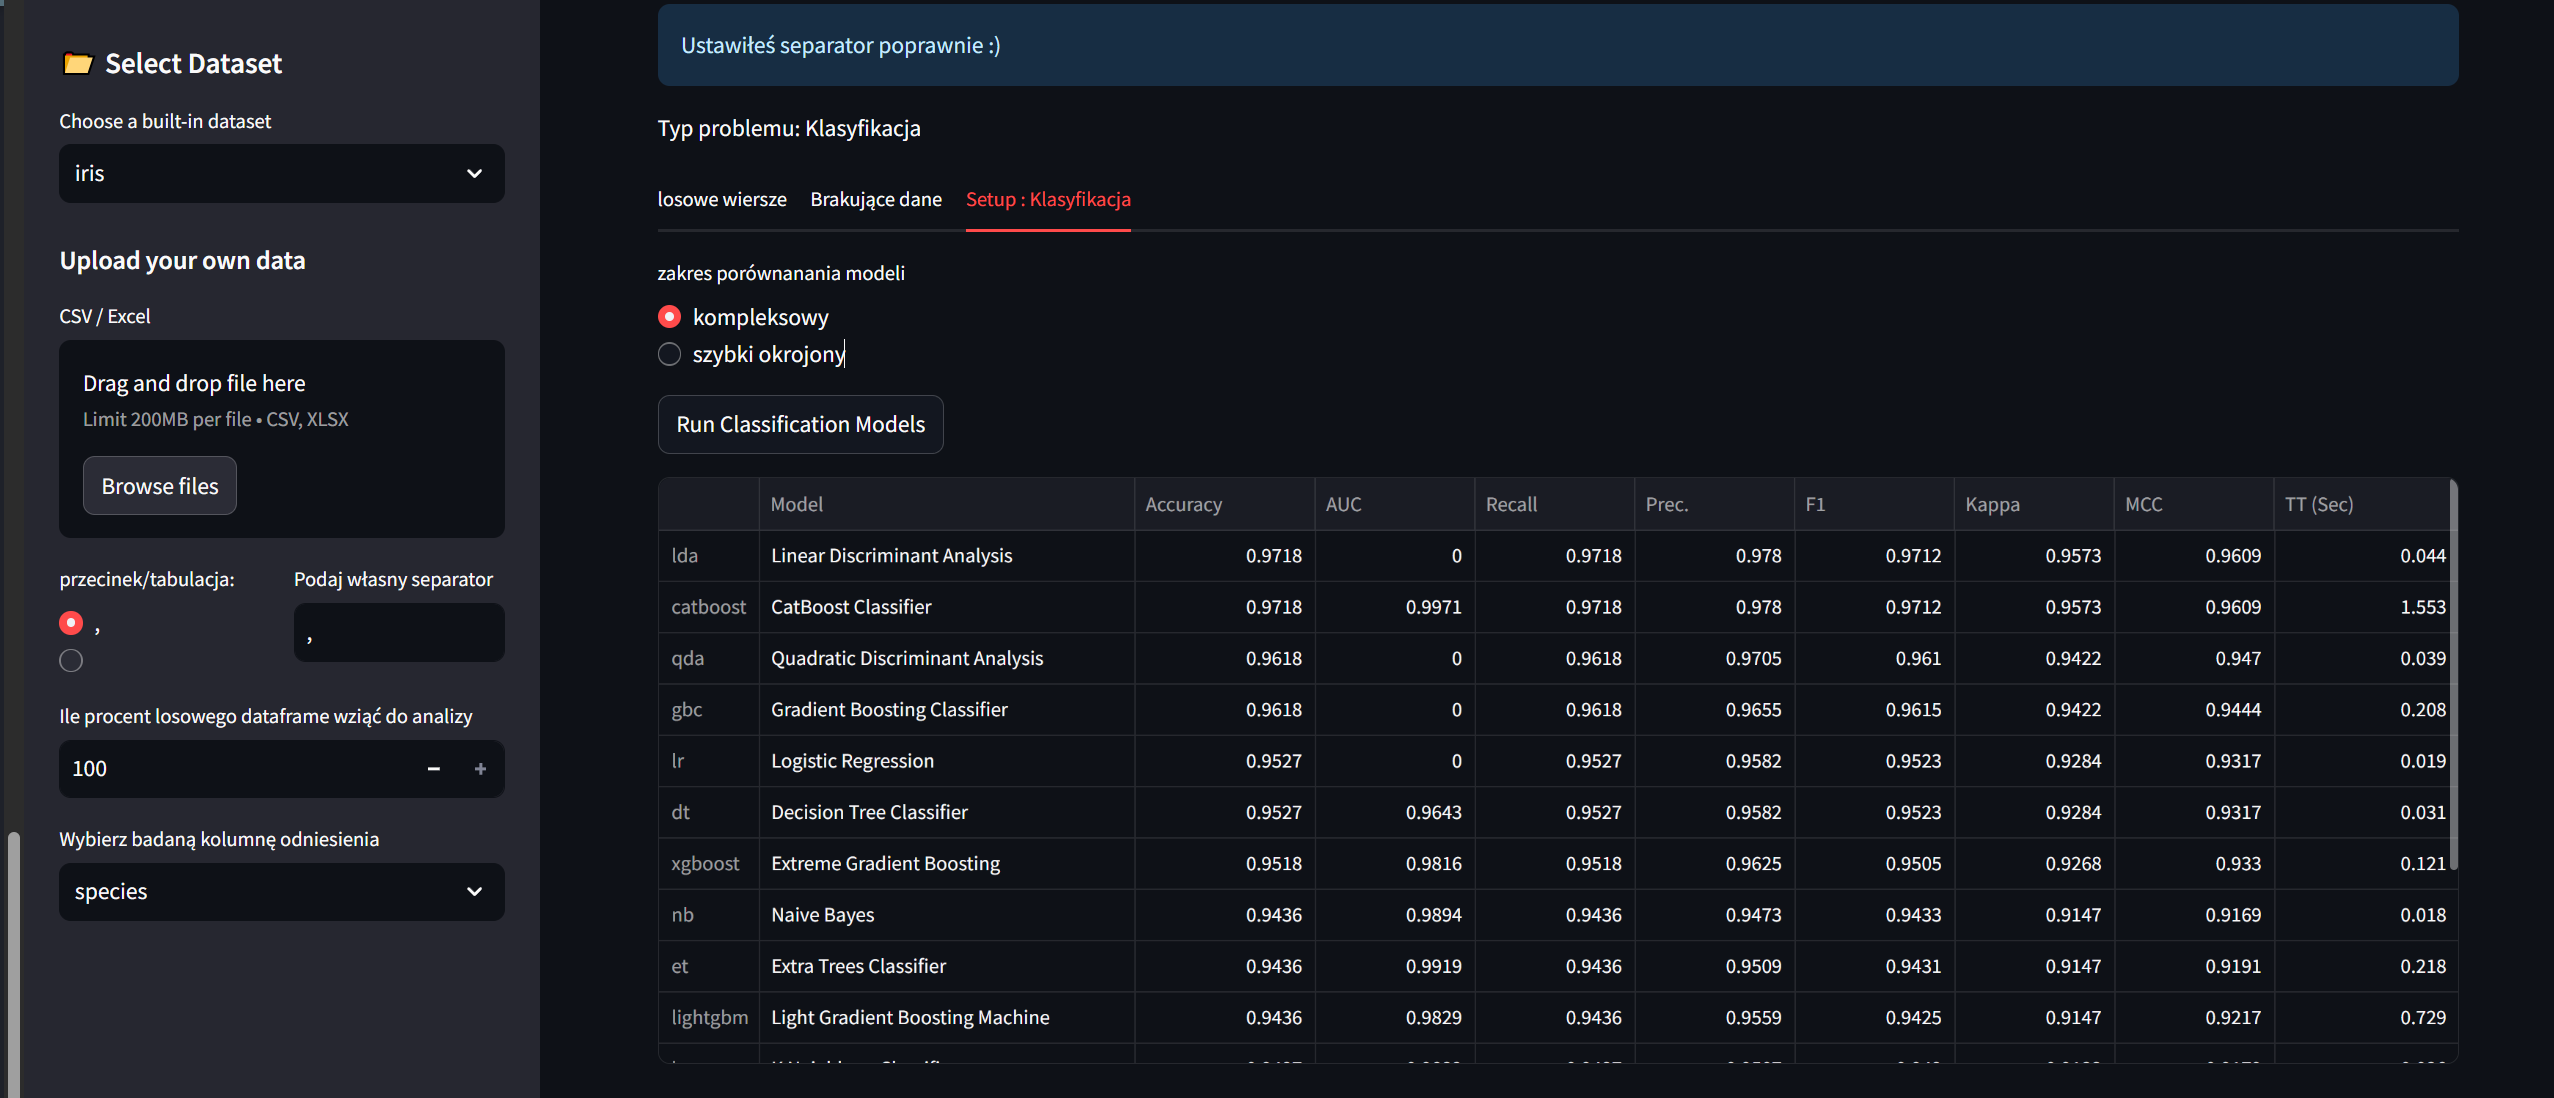 Select Dataset
Choose a built-in dataset
iris
Upload your own data
CSV / Excel
Drag and drop file here
Limit 200MB per file • CSV, XLSX
Browse files
przecinek/tabulacja:
,
Podaj własny separator
,
Ile procent losowego dataframe wziąć do analizy
100 − +
Wybierz badaną kolumnę odniesienia
species
Ustawiłeś separator poprawnie :)
Typ problemu: Klasyfikacja
losowe wiersze Brakujące dane Setup : Klasyfikacja
zakres porównanania modeli
kompleksowy
szybki okrojony
Run Classification Models
Model Accuracy AUC Recall Prec. F1 Kappa MCC TT (Sec)
lda Linear Discriminant Analysis 0.9718 0 0.9718 0.978 0.9712 0.9573 0.9609 0.044
catboost CatBoost Classifier 0.9718 0.9971 0.9718 0.978 0.9712 0.9573 0.9609 1.553
qda Quadratic Discriminant Analysis 0.9618 0 0.9618 0.9705 0.961 0.9422 0.947 0.039
gbc Gradient Boosting Classifier 0.9618 0 0.9618 0.9655 0.9615 0.9422 0.9444 0.208
lr Logistic Regression 0.9527 0 0.9527 0.9582 0.9523 0.9284 0.9317 0.019
dt Decision Tree Classifier 0.9527 0.9643 0.9527 0.9582 0.9523 0.9284 0.9317 0.031
xgboost Extreme Gradient Boosting 0.9518 0.9816 0.9518 0.9625 0.9505 0.9268 0.933 0.121
nb Naive Bayes 0.9436 0.9894 0.9436 0.9473 0.9433 0.9147 0.9169 0.018
et Extra Trees Classifier 0.9436 0.9919 0.9436 0.9509 0.9431 0.9147 0.9191 0.218
lightgbm Light Gradient Boosting Machine 0.9436 0.9829 0.9436 0.9559 0.9425 0.9147 0.9217 0.729